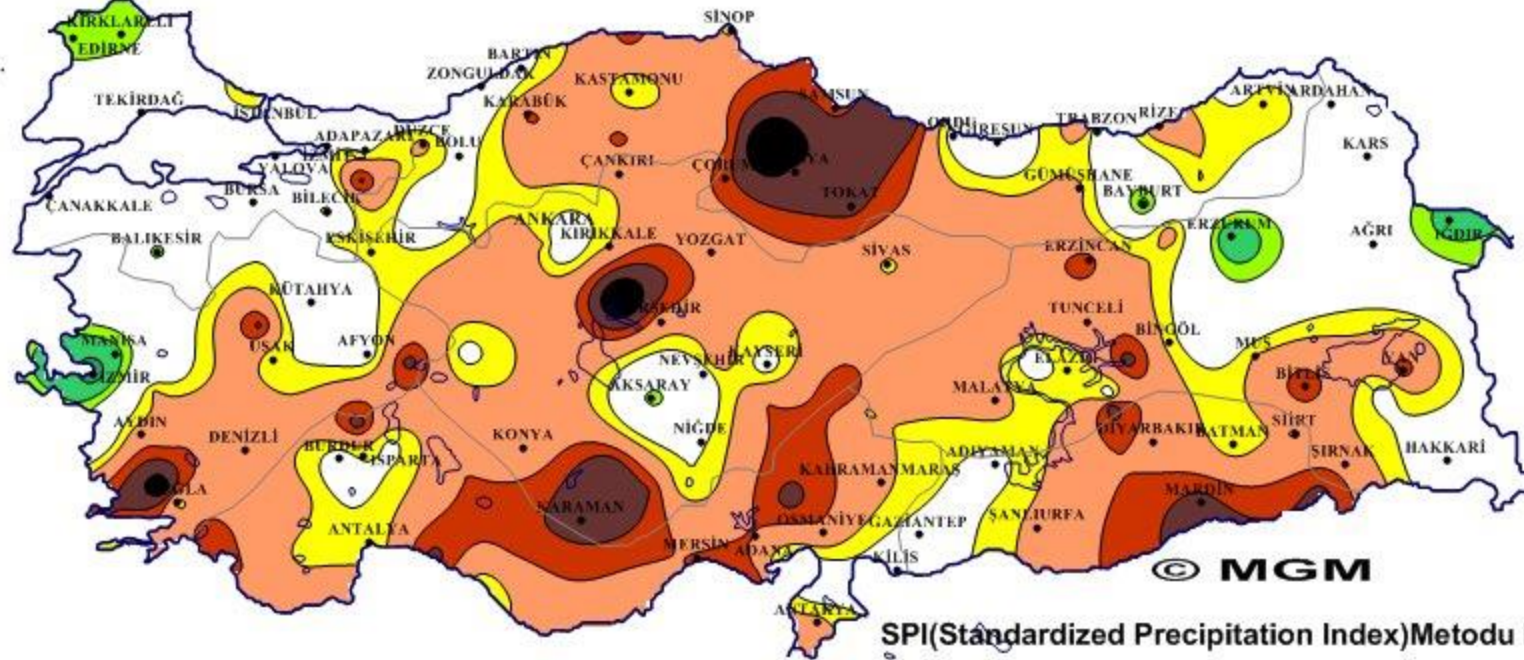 SİNOP
KIRKLARELİ
EDİRNE
BARTIN
ZONGULDAK
KASTAMONU
KARABÜK
TEKİRDAĞ
İSTENBUL
SAMSUN
ARTVİN
ARDAHAN
ORDU
GİRESUN
TRABZON
RİZE
ADAPAZARI
DÜZCE
BOLU
KARS
YALOVA
ÇANKIRI
ÇORUM
BURSA
BİLECİK
GÜMÜŞHANE
BAYBURT
ÇANAKKALE
TOKAT
ANKARA
KIRIKKALE
ERZURUM
IĞDIR
BALIKESİR
ESKİŞEHİR
YOZGAT
SİVAS
ERZİNCAN
AĞRI
KÜTAHYA
TUNCELİ
BİNGÖL
MANİSA
UŞAK
AFYON
NEVŞEHİR
KAYSERİ
ELAZIĞ
MUŞ
VAN
İZMİR
AKSARAY
MALATYA
BİTLİS
AYDIN
DENİZLİ
BURDUR
ISPARTA
KONYA
NİĞDE
DİYARBAKIR
BATMAN
SİİRT
ŞIRNAK
HAKKARİ
KAHRAMANMARAŞ
ADIYAMAN
MARDİN
ANTALYA
KARAMAN
OSMANİYE
GAZİANTEP
ŞANLIURFA
MERSİN
ADANA
KİLİS
© MGM
ANTAKYA
SPI(Standardized Precipitation Index)Metodu